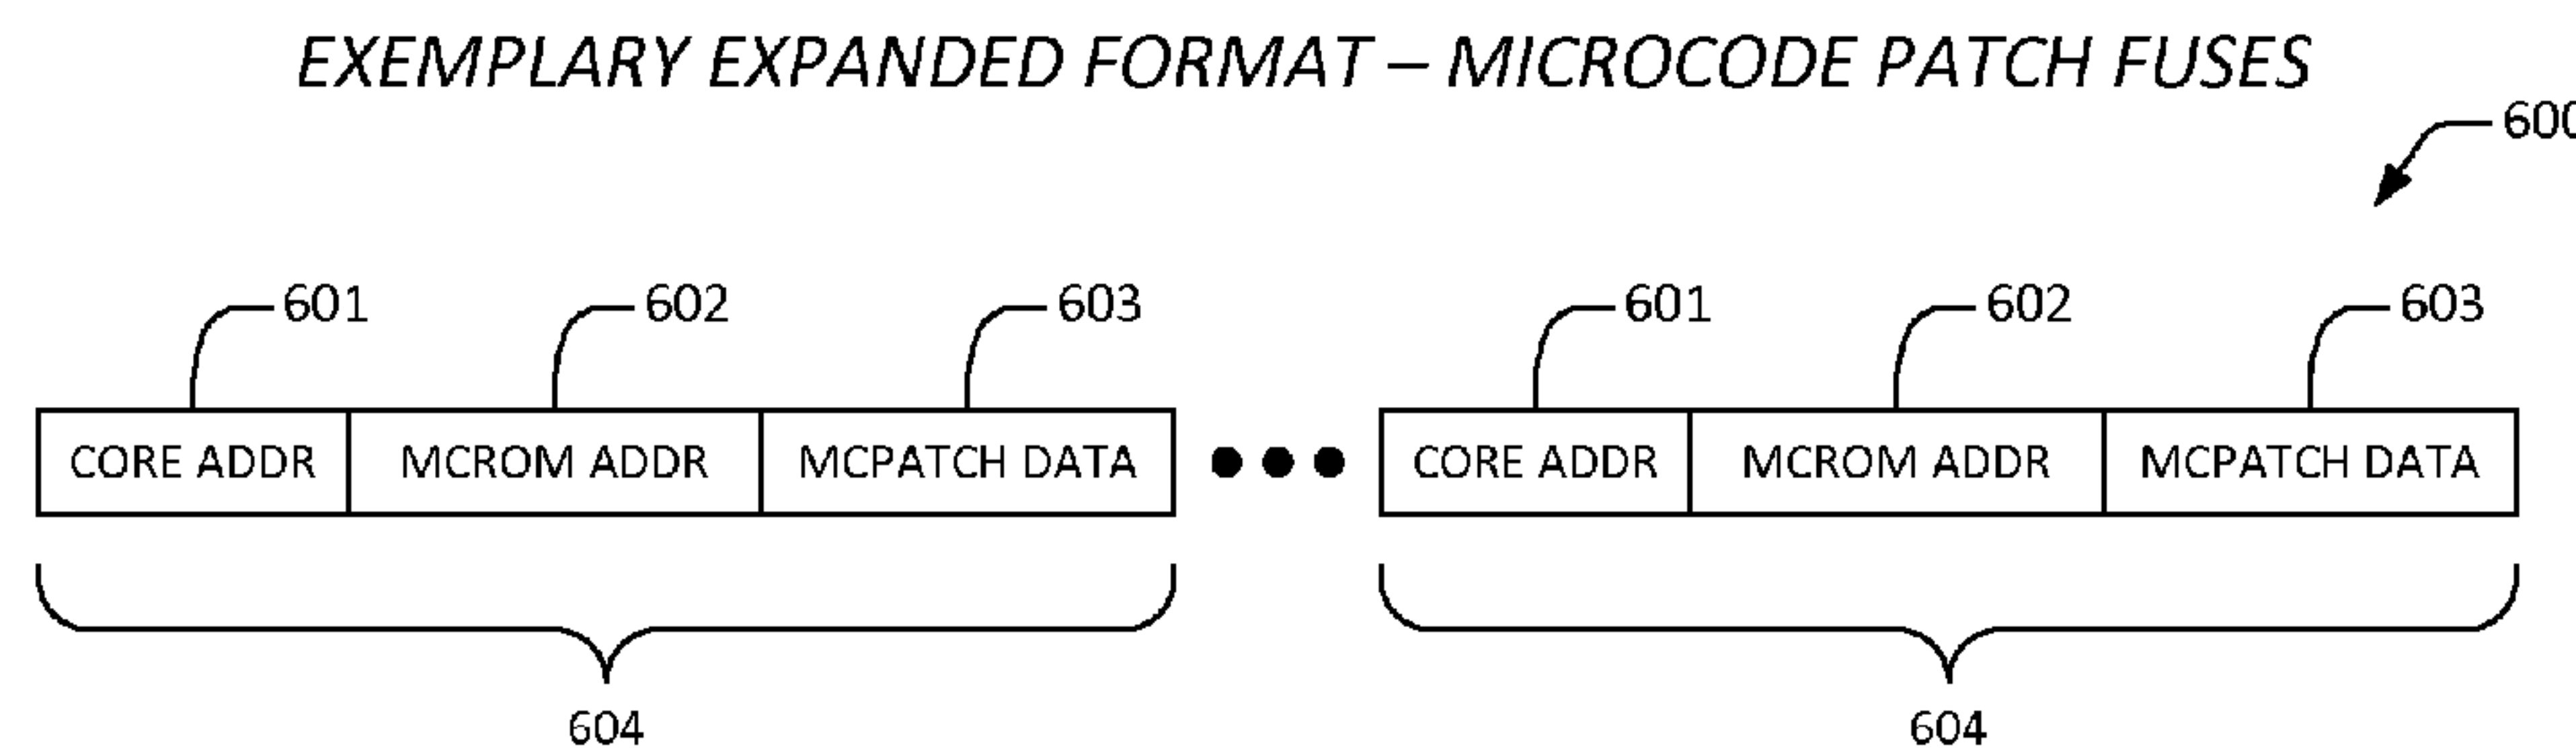 EXEMPLARY EXPANDED FORMAT – MICROCODE PATCH FUSES
600
601 602 603 601 602 603
CORE ADDR MCROM ADDR MCPATCH DATA CORE ADDR MCROM ADDR MCPATCH DATA
604 604